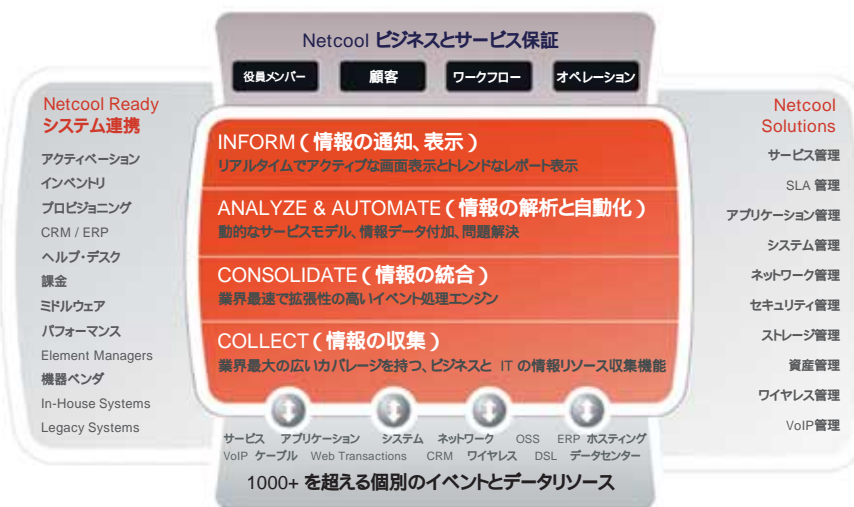 Netcool ビジネスとサービス保証
役員メンバー 顧客 ワークフロー オペレーション
Netcool Ready
システム連携
アクティベーション
インベントリ
プロビジョニング
CRM / ERP
ヘルプ・デスク
課金
ミドルウェア
パフォーマンス
Element Managers
機器ベンダ
In-House Systems
Legacy Systems
INFORM ( 情報の通知、表示 )
リアルタイムでアクティブな画面表示とトレンドなレポート表示
ANALYZE & AUTOMATE ( 情報の解析と自動化 )
動的なサービスモデル、情報データ付加、問題解決
CONSOLIDATE ( 情報の統合 )
業界最速で拡張性の高いイベント処理エンジン
COLLECT ( 情報の収集 )
業界最大の広いカバレージを持つ、ビジネスと IT の情報リソース収集機能
サービス アプリケーション システム ネットワーク OSS ERP ホスティング
VoIP ケーブル Web Transactions CRM ワイヤレス DSL データセンター
1000+ を超える個別のイベントとデータリソース
Netcool
Solutions
サービス管理
SLA 管理
アプリケーション管理
システム管理
ネットワーク管理
セキュリティ管理
ストレージ管理
資産管理
ワイヤレス管理
VoIP管理